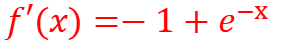 f′(x) =− 1 + e⁻ˣ